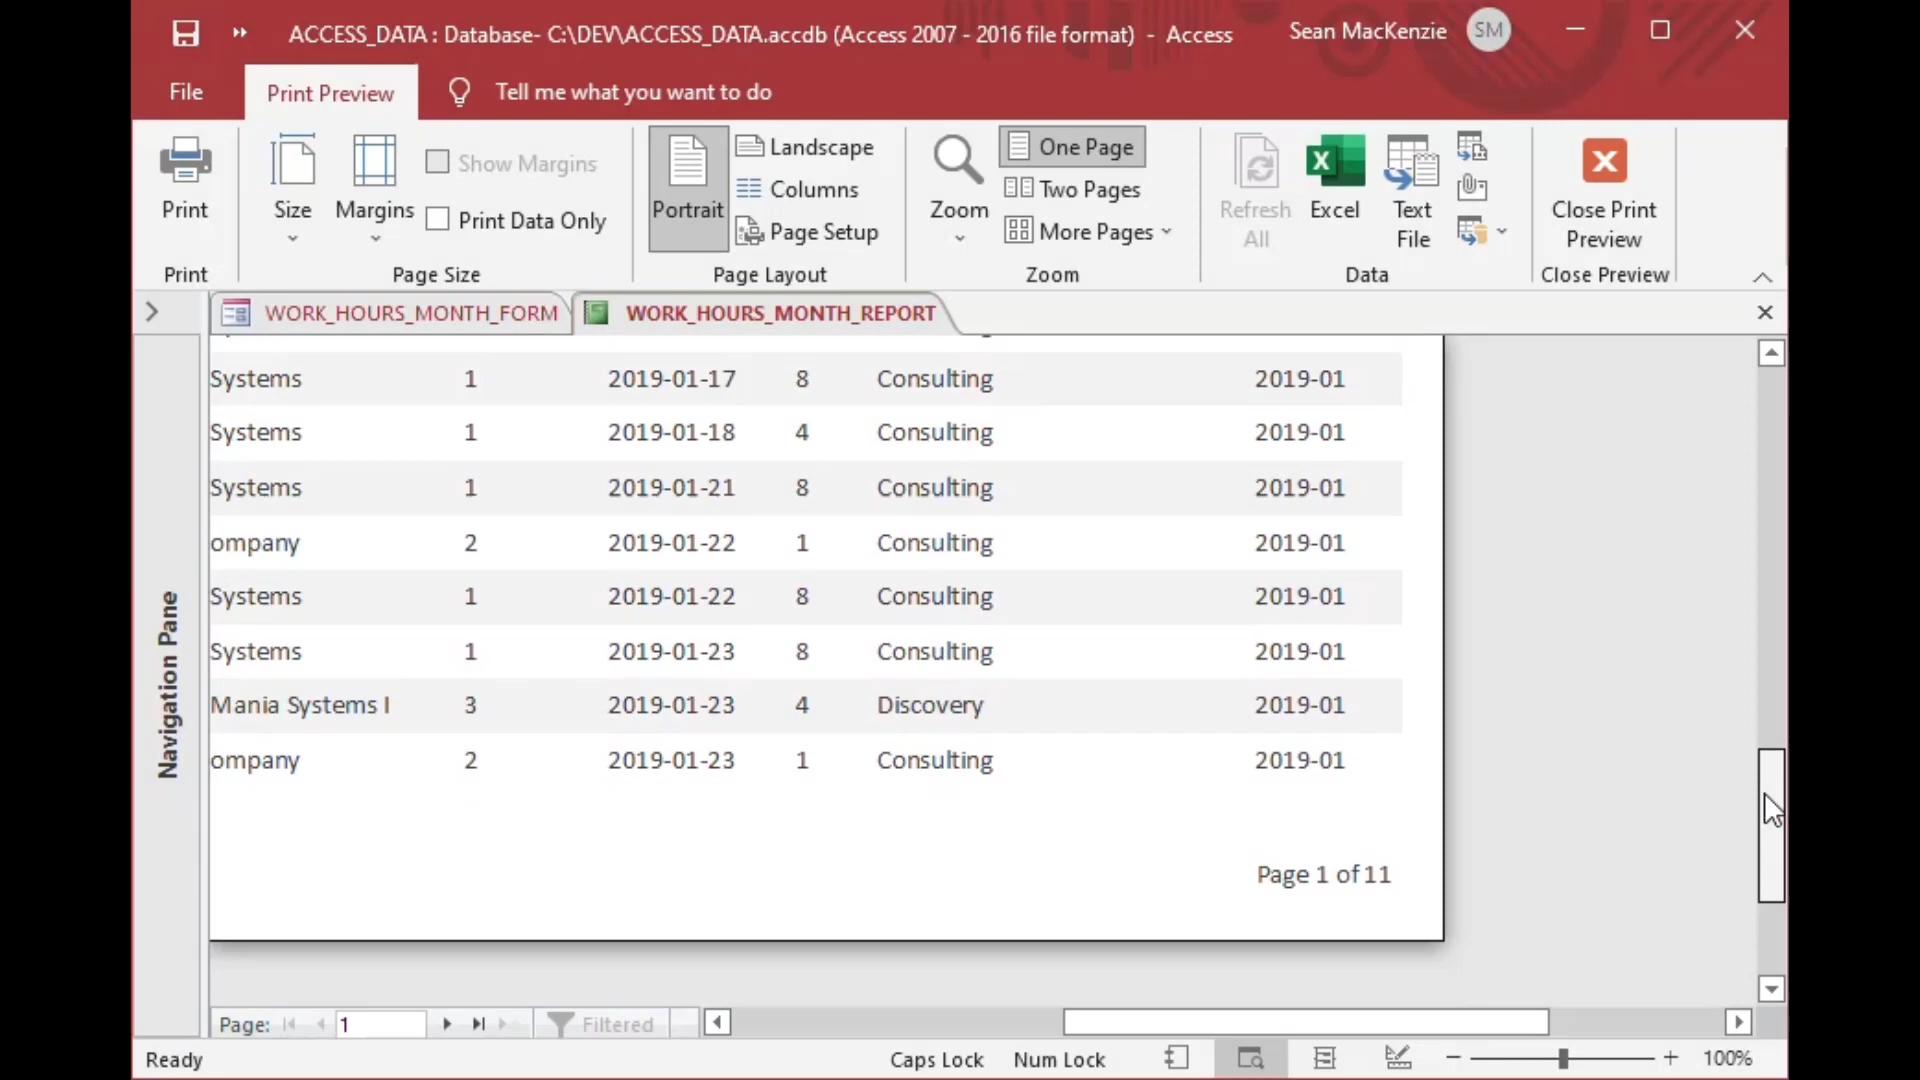 ACCESS_DATA : Database- C:\DEV\ACCESS_DATA.accdb (Access 2007 - 2016 file format) - Access
Sean MacKenzie
SM
File
Print Preview
Tell me what you want to do
Print
Size
Margins
Show Margins
Print Data Only
Portrait
Landscape
Columns
Page Setup
Zoom
One Page
Two Pages
More Pages
Refresh All
Excel
Text File
Close Print Preview
Print
Page Size
Page Layout
Zoom
Data
Close Preview
WORK_HOURS_MONTH_FORM
WORK_HOURS_MONTH_REPORT
Navigation Pane
Systems 1 2019-01-17 8 Consulting 2019-01
Systems 1 2019-01-18 4 Consulting 2019-01
Systems 1 2019-01-21 8 Consulting 2019-01
ompany 2 2019-01-22 1 Consulting 2019-01
Systems 1 2019-01-22 8 Consulting 2019-01
Systems 1 2019-01-23 8 Consulting 2019-01
Mania Systems I 3 2019-01-23 4 Discovery 2019-01
ompany 2 2019-01-23 1 Consulting 2019-01
Page 1 of 11
Page: 1
Filtered
Ready
Caps Lock
Num Lock
100%